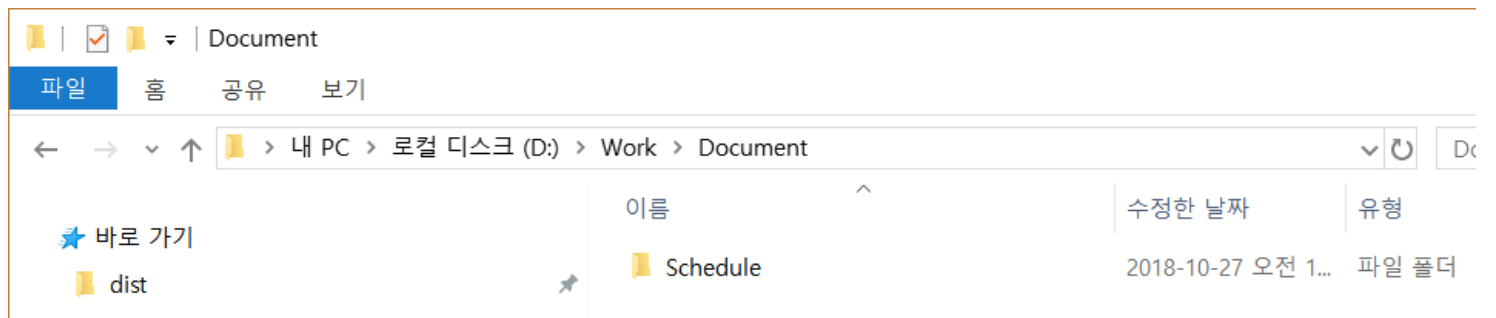 Document
파일 홈 공유 보기
내 PC > 로컬 디스크 (D:) > Work > Document
이름 수정한 날짜 유형
바로 가기
Schedule 2018-10-27 오전 1... 파일 폴더
dist